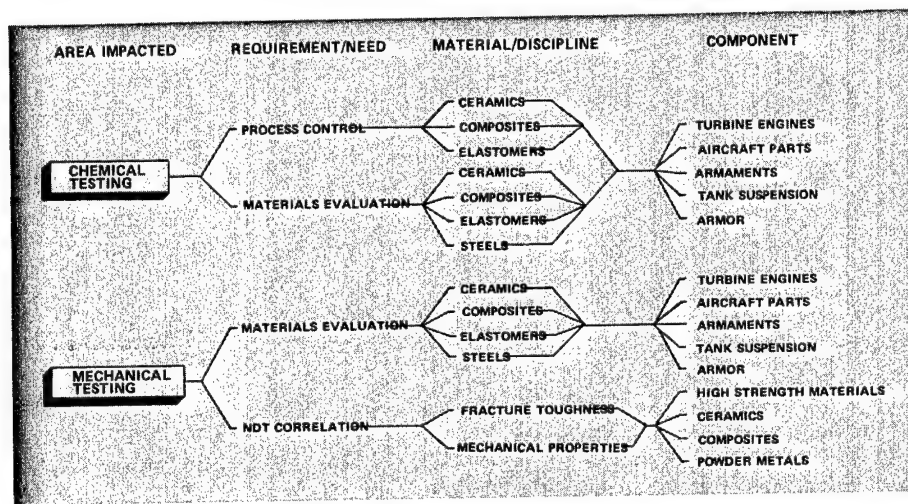 AREA IMPACTED
REQUIREMENT/NEED
MATERIAL/DISCIPLINE
COMPONENT
CHEMICAL
TESTING
PROCESS CONTROL
CERAMICS
COMPOSITES
ELASTOMERS
MATERIALS EVALUATION
CERAMICS
COMPOSITES
ELASTOMERS
STEELS
TURBINE ENGINES
AIRCRAFT PARTS
ARMAMENTS
TANK SUSPENSION
ARMOR
MECHANICAL
TESTING
MATERIALS EVALUATION
CERAMICS
COMPOSITES
ELASTOMERS
STEELS
TURBINE ENGINES
AIRCRAFT PARTS
ARMAMENTS
TANK SUSPENSION
ARMOR
NDT CORRELATION
FRACTURE TOUGHNESS
MECHANICAL PROPERTIES
HIGH STRENGTH MATERIALS
CERAMICS
COMPOSITES
POWDER METALS